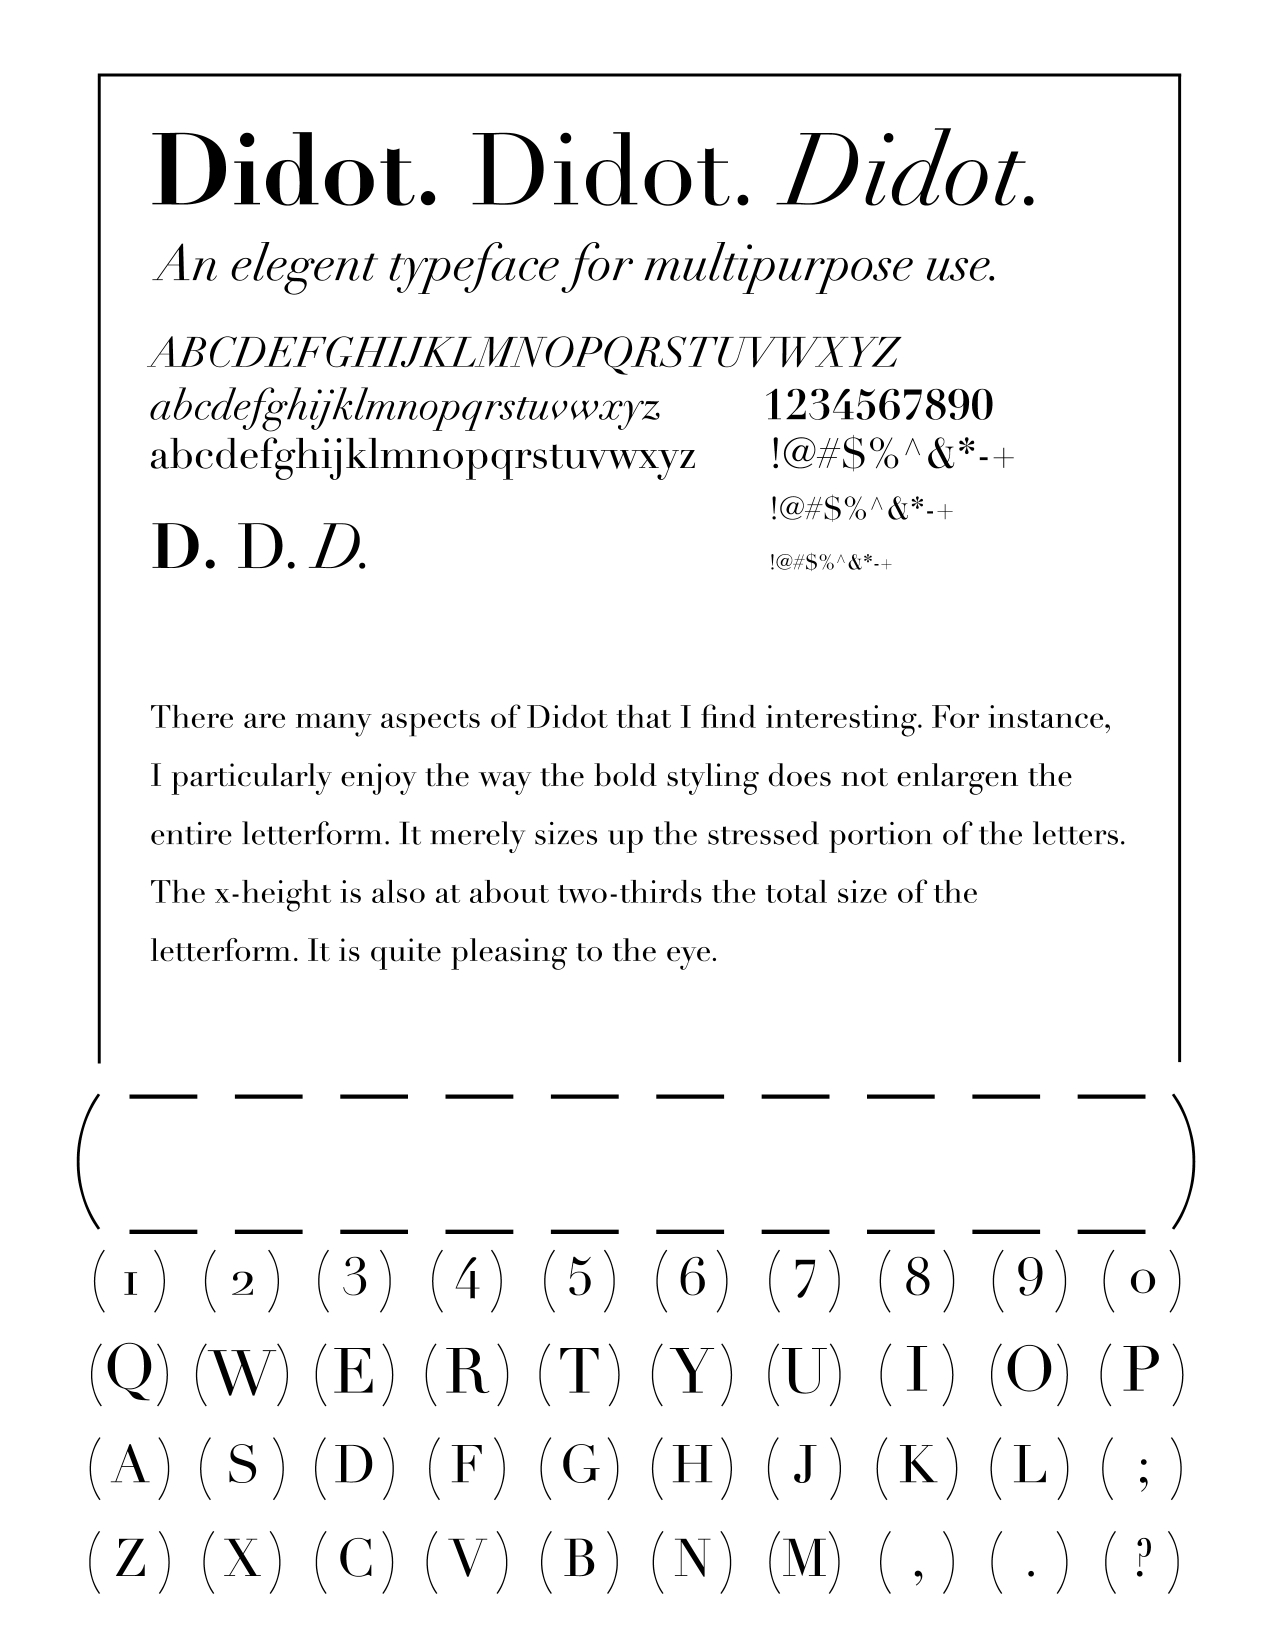 Didot. Didot. Didot.
An elegent typeface for multipurpose use.
ABCDEFGHIJKLMNOPQRSTUVWXYZ
abcdefghijklmnopqrstuvwxyz 1234567890
abcdefghijklmnopqrstuvwxyz !@#$%^&*-+
!@#$%^&*-+
D. D. D. !@#$%^&*-+
There are many aspects of Didot that I find interesting. For instance,
I particularly enjoy the way the bold styling does not enlargen the
entire letterform. It merely sizes up the stressed portion of the letters.
The x-height is also at about two-thirds the total size of the
letterform. It is quite pleasing to the eye.
(1) (2) (3) (4) (5) (6) (7) (8) (9) (0)
(Q) (W) (E) (R) (T) (Y) (U) (I) (O) (P)
(A) (S) (D) (F) (G) (H) (J) (K) (L) (;)
(Z) (X) (C) (V) (B) (N) (M) (,) (.) (?)